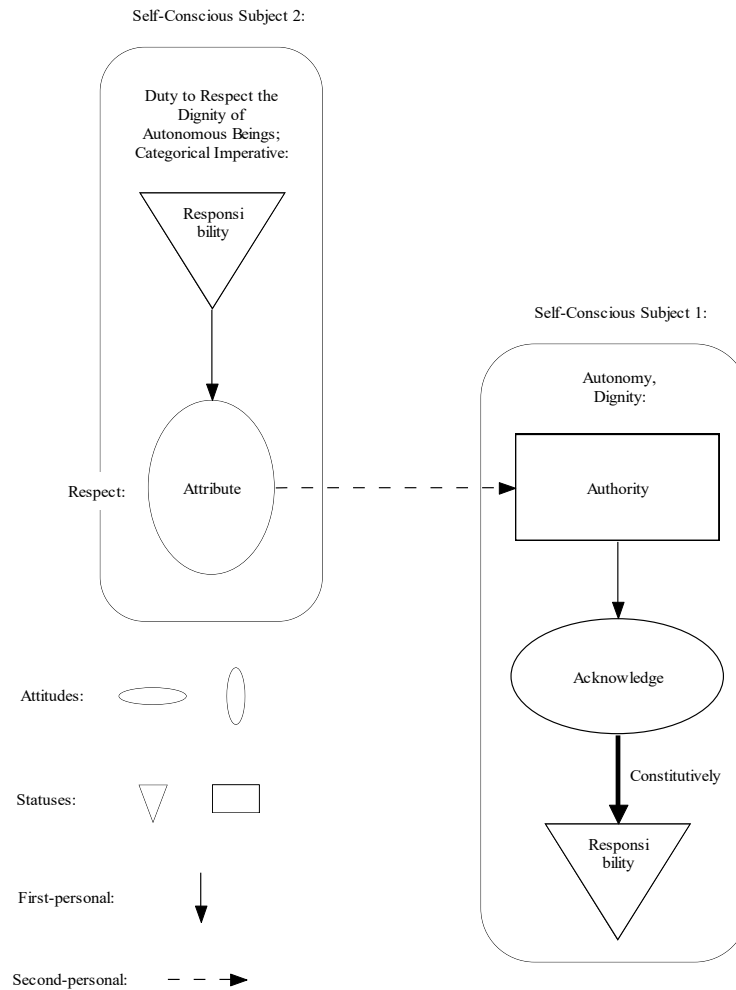 Self-Conscious Subject 2:
Duty to Respect the
Dignity of
Autonomous Beings;
Categorical Imperative:
Responsi
bility
Respect:
Attribute
Self-Conscious Subject 1:
Autonomy,
Dignity:
Authority
Acknowledge
Constitutively
Responsi
bility
Attitudes:
Statuses:
First-personal:
Second-personal: